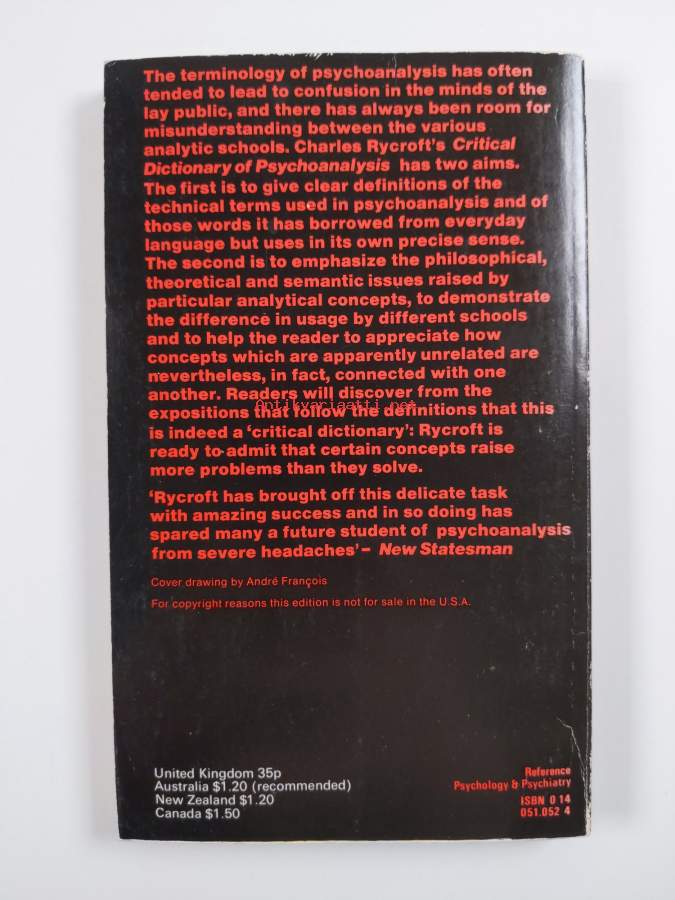 The terminology of psychoanalysis has often
tended to lead to confusion in the minds of the
lay public, and there has always been room for
misunderstanding between the various
analytic schools. Charles Rycroft's Critical
Dictionary of Psychoanalysis has two aims.
The first is to give clear definitions of the
technical terms used in psychoanalysis and of
those words it has borrowed from everyday
language but uses in its own precise sense.
The second is to emphasize the philosophical,
theoretical and semantic issues raised by
particular analytical concepts, to demonstrate
the difference in usage by different schools
and to help the reader to appreciate how
concepts which are apparently unrelated are
nevertheless, in fact, connected with one
another. Readers will discover from the
Antikvariaatti.net
expositions that follow the definitions that this
is indeed a 'critical dictionary': Rycroft is
ready to admit that certain concepts raise
more problems than they solve.
'Rycroft has brought off this delicate task
with amazing success and in so doing has
spared many a future student of psychoanalysis
from severe headaches' – New Statesman
Cover drawing by André François
For copyright reasons this edition is not for sale in the U.S.A.
United Kingdom 35p
Australia $1.20 (recommended)
New Zealand $1.20
Canada $1.50
Reference
Psychology & Psychiatry
ISBN 0 14
051.052 4